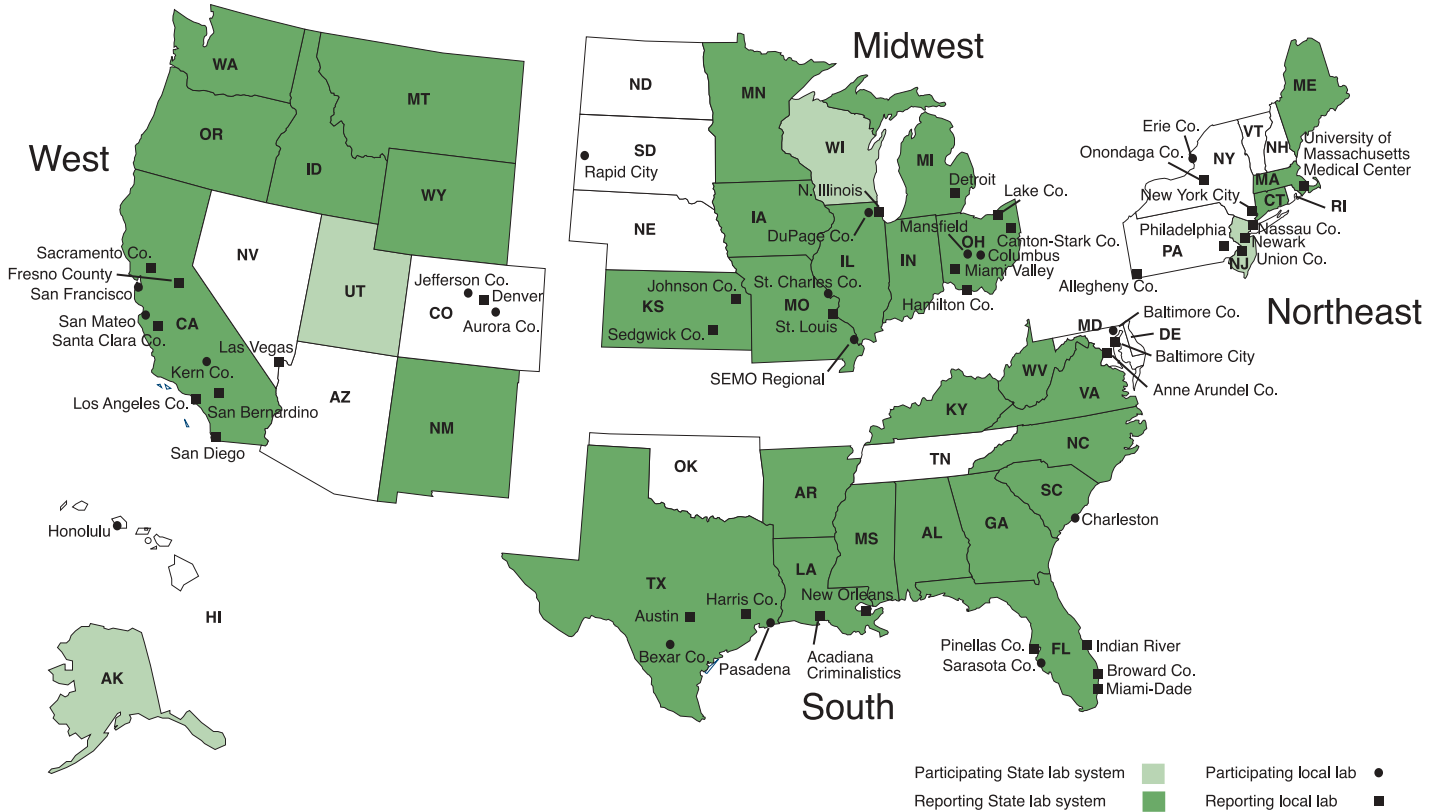 West
WA
MT
OR
ID
WY
NV
UT
CO
CA
AZ
NM
Sacramento Co.
Fresno County
San Francisco
San Mateo
Santa Clara Co.
Kern Co.
Las Vegas
Los Angeles Co.
San Bernardino
San Diego
Jefferson Co.
Denver
Aurora Co.
Honolulu
HI
AK
Midwest
ND
MN
SD
Rapid City
WI
MI
Detroit
NE
IA
N. Illinois
DuPage Co.
Lake Co.
Mansfield
OH
Canton-Stark Co.
Columbus
Miami Valley
Hamilton Co.
IL
IN
KS
Johnson Co.
Sedgwick Co.
MO
St. Charles Co.
St. Louis
SEMO Regional
Northeast
ME
Erie Co.
Onondaga Co.
VT
NH
NY
University of
Massachusetts
Medical Center
MA
CT
RI
New York City
Philadelphia
PA
Nassau Co.
Newark
NJ
Union Co.
Allegheny Co.
South
MD
Baltimore Co.
DE
Baltimore City
Anne Arundel Co.
WV
VA
KY
NC
TN
SC
Charleston
OK
AR
MS
AL
GA
TX
LA
New Orleans
Harris Co.
Austin
Bexar Co.
Pasadena
Acadiana
Criminalistics
FL
Pinellas Co.
Sarasota Co.
Indian River
Broward Co.
Miami-Dade
Participating State lab system
Reporting State lab system
Participating local lab
Reporting local lab